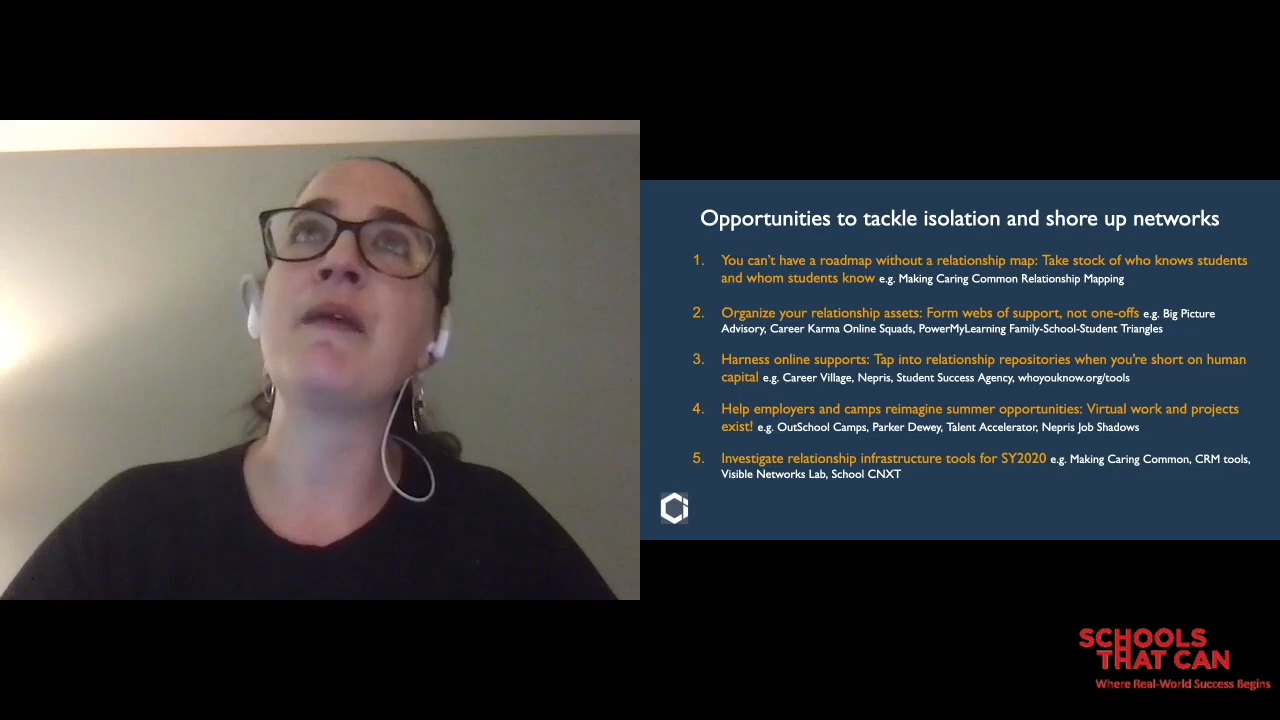 Opportunities to tackle isolation and shore up networks
1. You can't have a roadmap without a relationship map: Take stock of who knows students
and whom students know e.g. Making Caring Common Relationship Mapping
2. Organize your relationship assets: Form webs of support, not one-offs e.g. Big Picture
Advisory, Career Karma Online Squads, PowerMyLearning Family-School-Student Triangles
3. Harness online supports: Tap into relationship repositories when you're short on human
capital e.g. Career Village, Nepris, Student Success Agency, whoyouknow.org/tools
4. Help employers and camps reimagine summer opportunities: Virtual work and projects
exist! e.g. OutSchool Camps, Parker Dewey, Talent Accelerator, Nepris Job Shadows
5. Investigate relationship infrastructure tools for SY2020 e.g. Making Caring Common, CRM tools,
Visible Networks Lab, School CNXT
SCHOOLS
THAT CAN
Where Real-World Success Begins